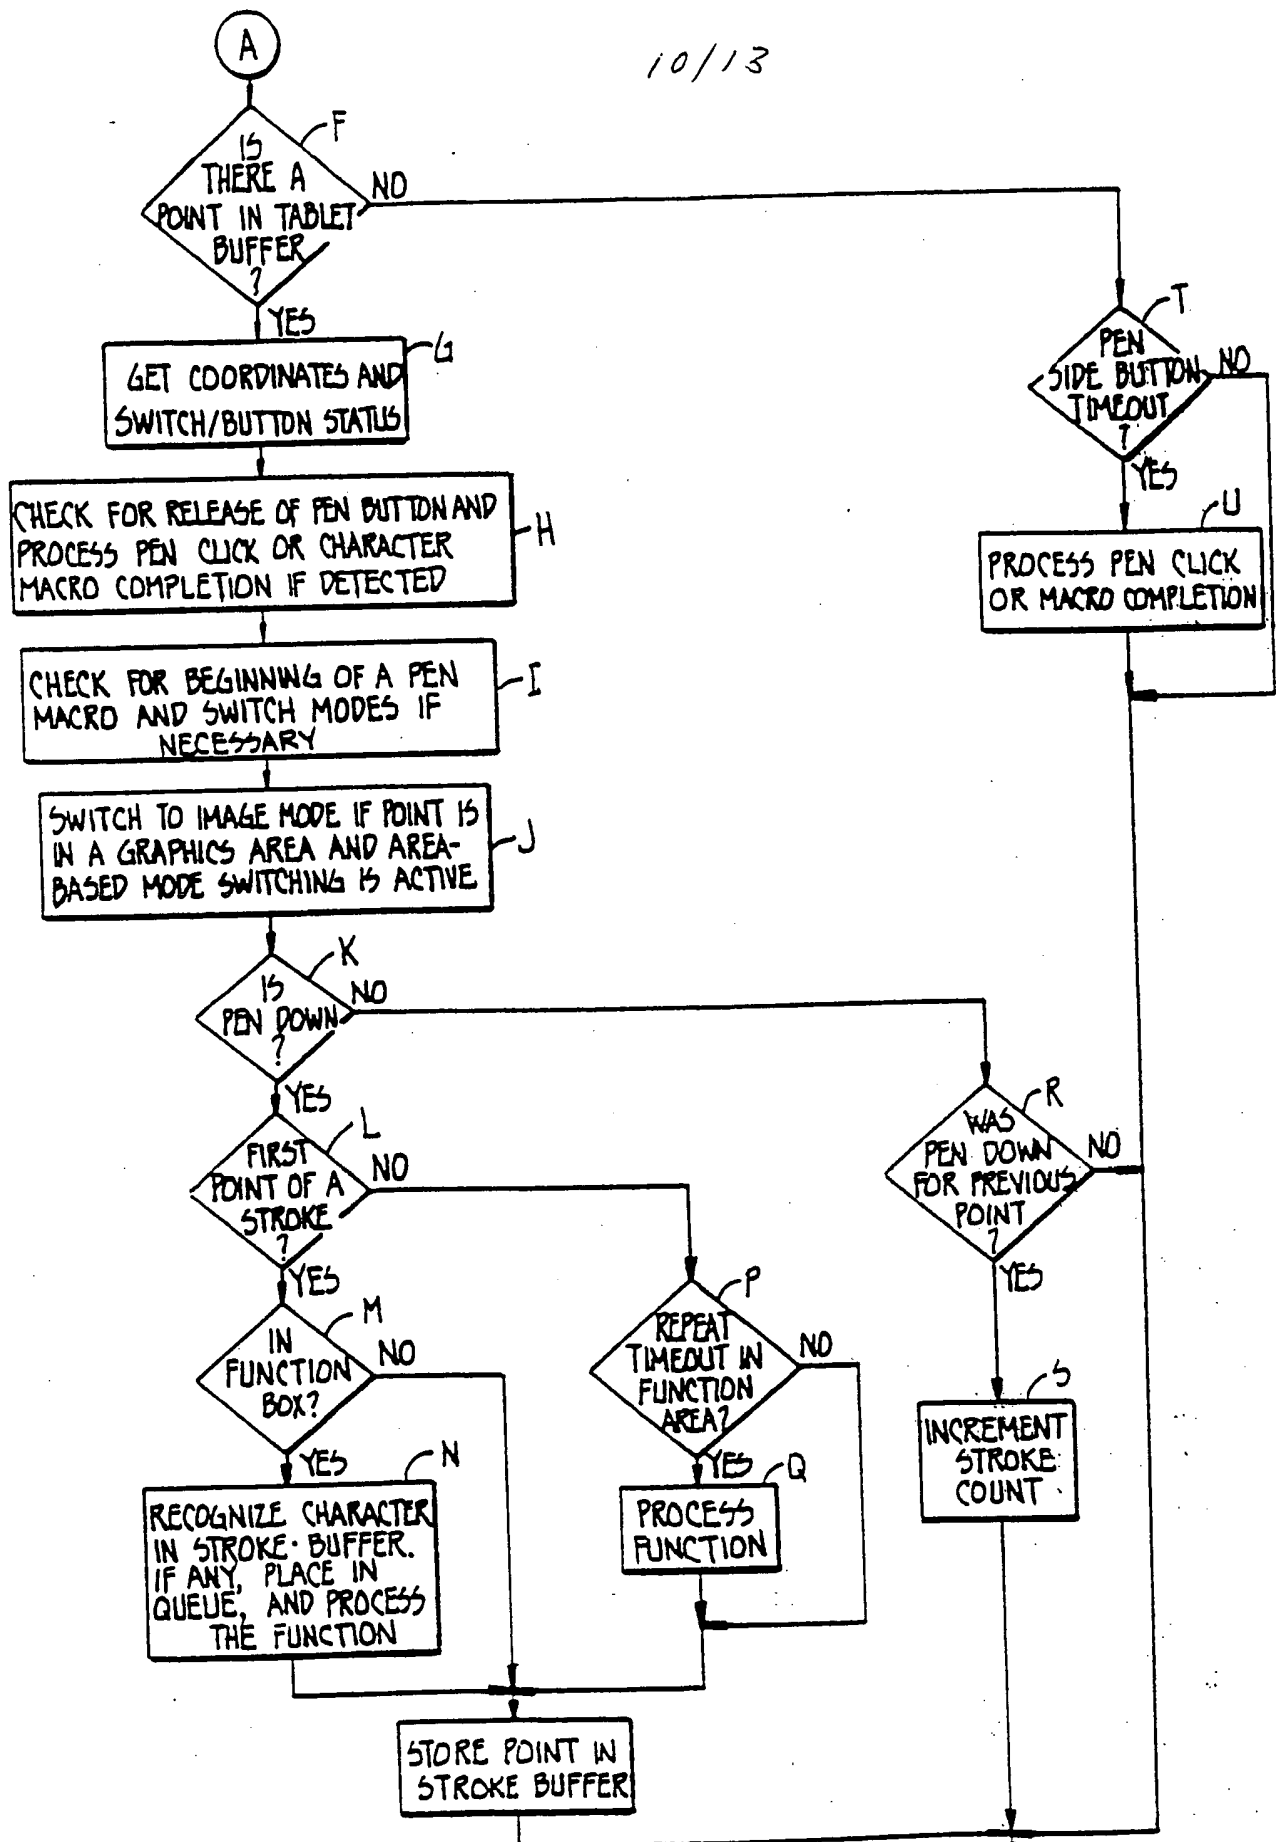 A
10/13
F
IS
THERE A
POINT IN TABLET
BUFFER
?
NO
YES
G
GET COORDINATES AND
SWITCH/BUTTON STATUS
T
PEN
SIDE BUTTON
TIMEOUT
?
NO
YES
U
PROCESS PEN CLICK
OR MACRO COMPLETION
H
CHECK FOR RELEASE OF PEN BUTTON AND
PROCESS PEN CLICK OR CHARACTER
MACRO COMPLETION IF DETECTED
I
CHECK FOR BEGINNING OF A PEN
MACRO AND SWITCH MODES IF
NECESSARY
J
SWITCH TO IMAGE MODE IF POINT IS
IN A GRAPHICS AREA AND AREA-
BASED MODE SWITCHING IS ACTIVE
K
IS
PEN DOWN
?
NO
YES
R
WAS
PEN DOWN
FOR PREVIOUS
POINT
?
NO
YES
L
FIRST
POINT OF A
STROKE
?
NO
YES
M
IN
FUNCTION
BOX?
NO
YES
P
REPEAT
TIMEOUT IN
FUNCTION
AREA?
NO
YES
S
INCREMENT
STROKE
COUNT
N
RECOGNIZE CHARACTER
IN STROKE BUFFER.
IF ANY, PLACE IN
QUEUE, AND PROCESS
THE FUNCTION
Q
PROCESS
FUNCTION
STORE POINT IN
STROKE BUFFER